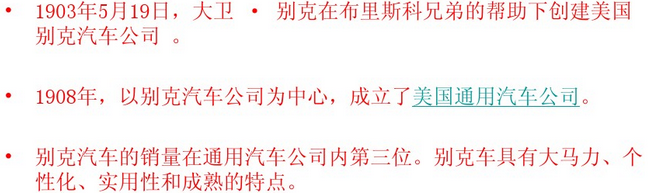 • 1903年5月19日，大卫 • 别克在布里斯科兄弟的帮助下创建美国
别克汽车公司 。
• 1908年，以别克汽车公司为中心，成立了美国通用汽车公司。
• 别克汽车的销量在通用汽车公司内第三位。别克车具有大马力、个
性化、实用性和成熟的特点。